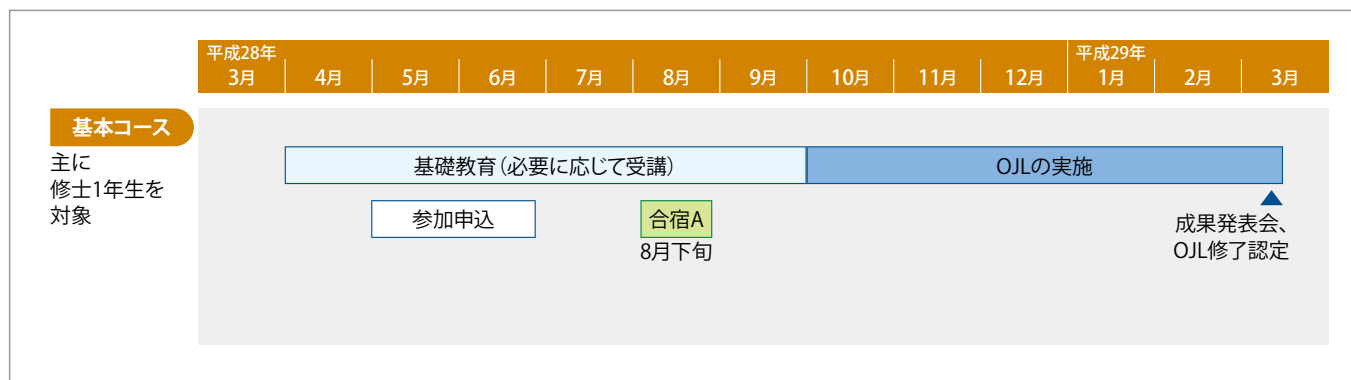 平成28年 平成29年
3月 4月 5月 6月 7月 8月 9月 10月 11月 12月 1月 2月 3月
基本コース
主に
修士1年生を
対象
基礎教育（必要に応じて受講） OJLの実施
参加申込 合宿A
8月下旬
成果発表会、
OJL修了認定